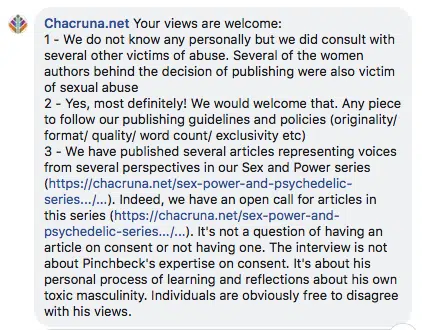 Chacruna.net Your views are welcome:
1 - We do not know any personally but we did consult with
several other victims of abuse. Several of the women
authors behind the decision of publishing were also victim
of sexual abuse
2 - Yes, most definitely! We would welcome that. Any piece
to follow our publishing guidelines and policies (originality/
format/ quality/ word count/ exclusivity etc)
3 - We have published several articles representing voices
from several perspectives in our Sex and Power series
(https://chacruna.net/sex-power-and-psychedelic-
series.../...). Indeed, we have an open call for articles in
this series (https://chacruna.net/sex-power-and-
psychedelic-series.../...). It's not a question of having an
article on consent or not having one. The interview is not
about Pinchbeck's expertise on consent. It's about his
personal process of learning and reflections about his own
toxic masculinity. Individuals are obviously free to disagree
with his views.